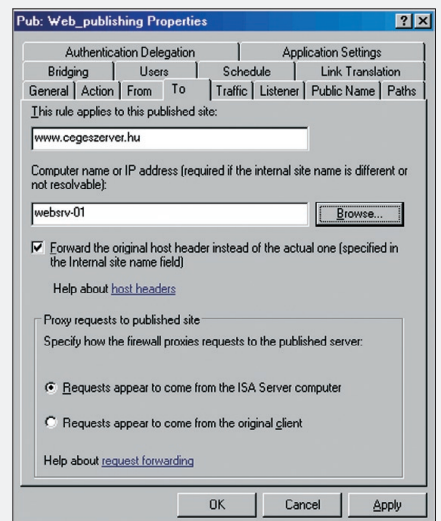 Pub: Web_publishing Properties
Authentication Delegation Application Settings
Bridging Users Schedule Link Translation
General Action From To Traffic Listener Public Name Paths
This rule applies to this published site:
www.cegeszerver.hu
Computer name or IP address (required if the internal site name is different or
not resolvable):
websrv-01
Browse...
Forward the original host header instead of the actual one (specified in
the Internal site name field)
Help about host headers
Proxy requests to published site
Specify how the firewall proxies requests to the published server:
Requests appear to come from the ISA Server computer
Requests appear to come from the original client
Help about request forwarding
OK Cancel Apply